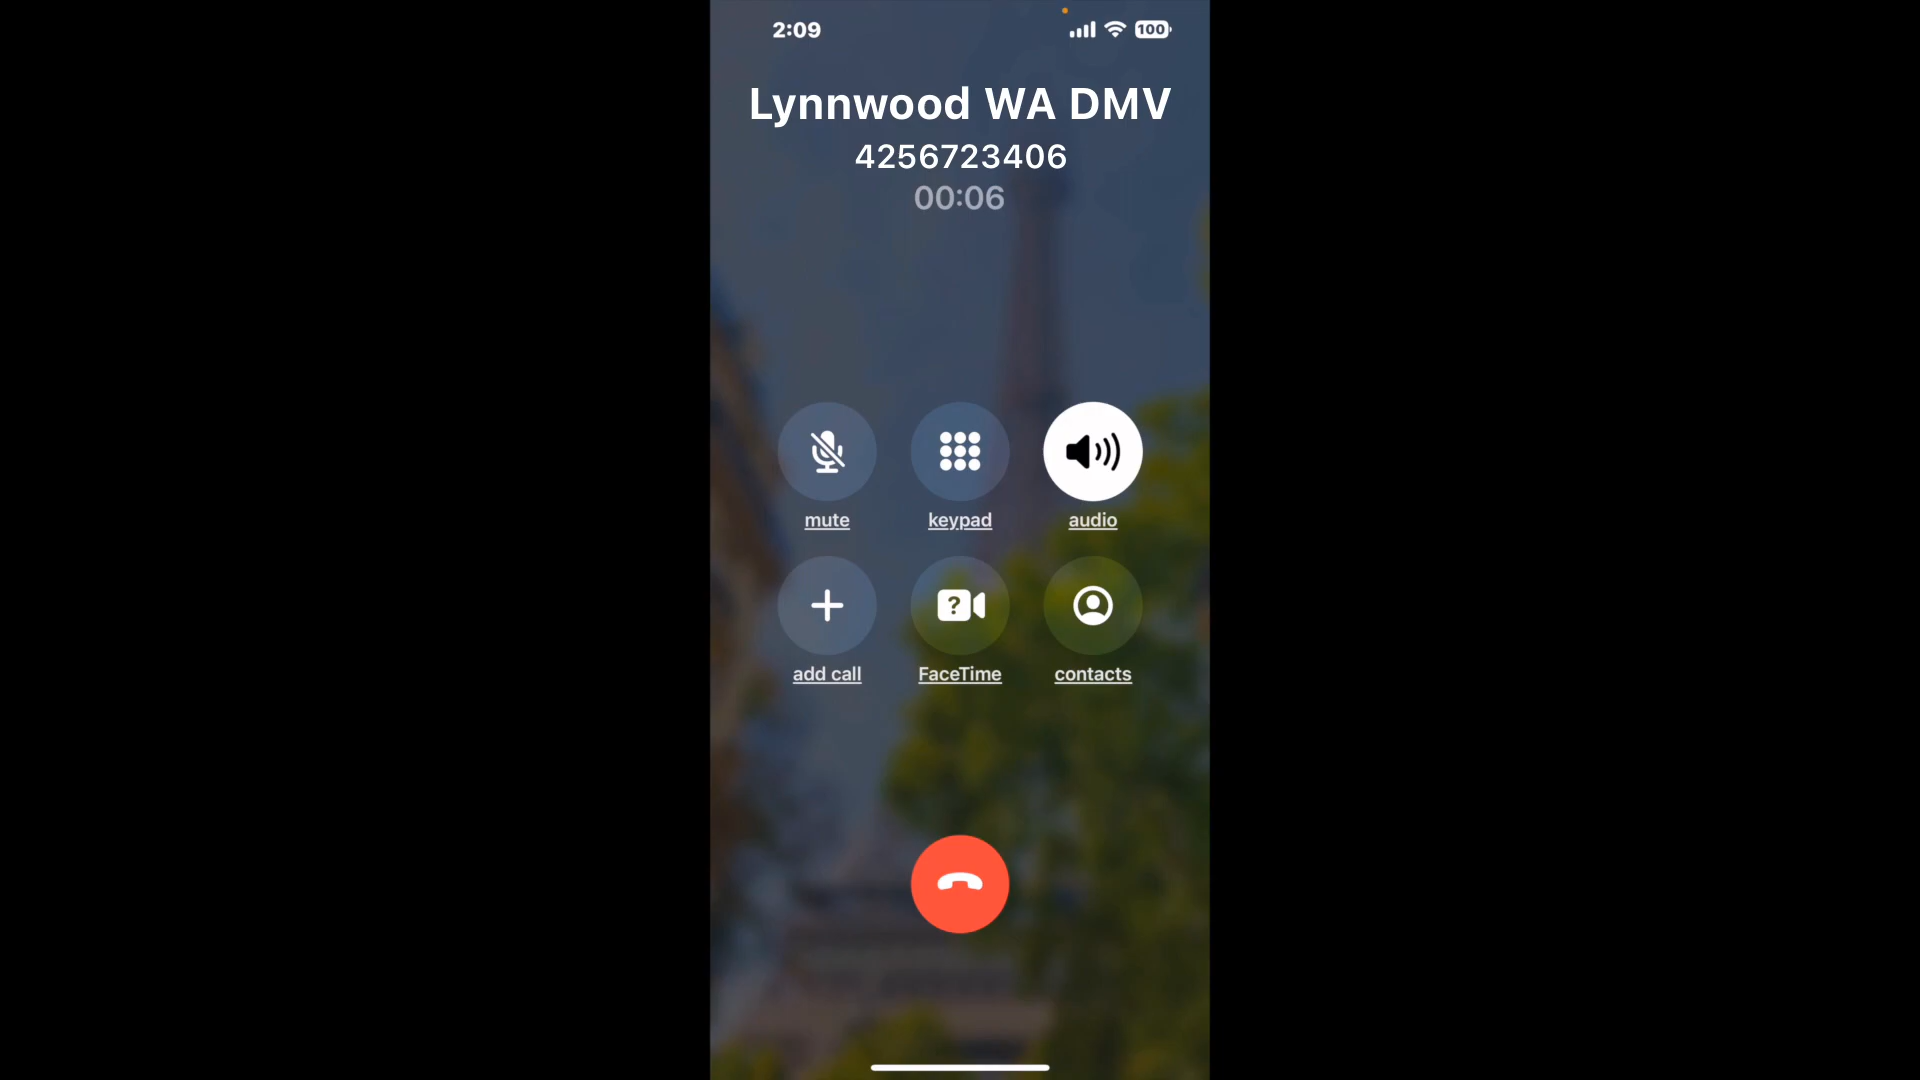 2:09
100
Lynnwood WA DMV
4256723406
00:06
mute
keypad
audio
?
add call
FaceTime
contacts